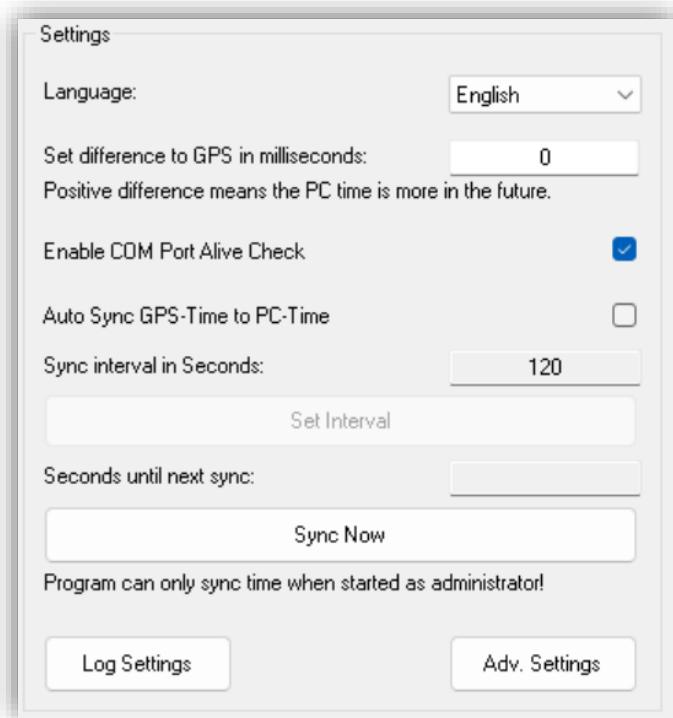 Settings
Language: English
Set difference to GPS in milliseconds: 0
Positive difference means the PC time is more in the future.
Enable COM Port Alive Check
Auto Sync GPS-Time to PC-Time
Sync interval in Seconds: 120
Set Interval
Seconds until next sync:
Sync Now
Program can only sync time when started as administrator!
Log Settings Adv. Settings